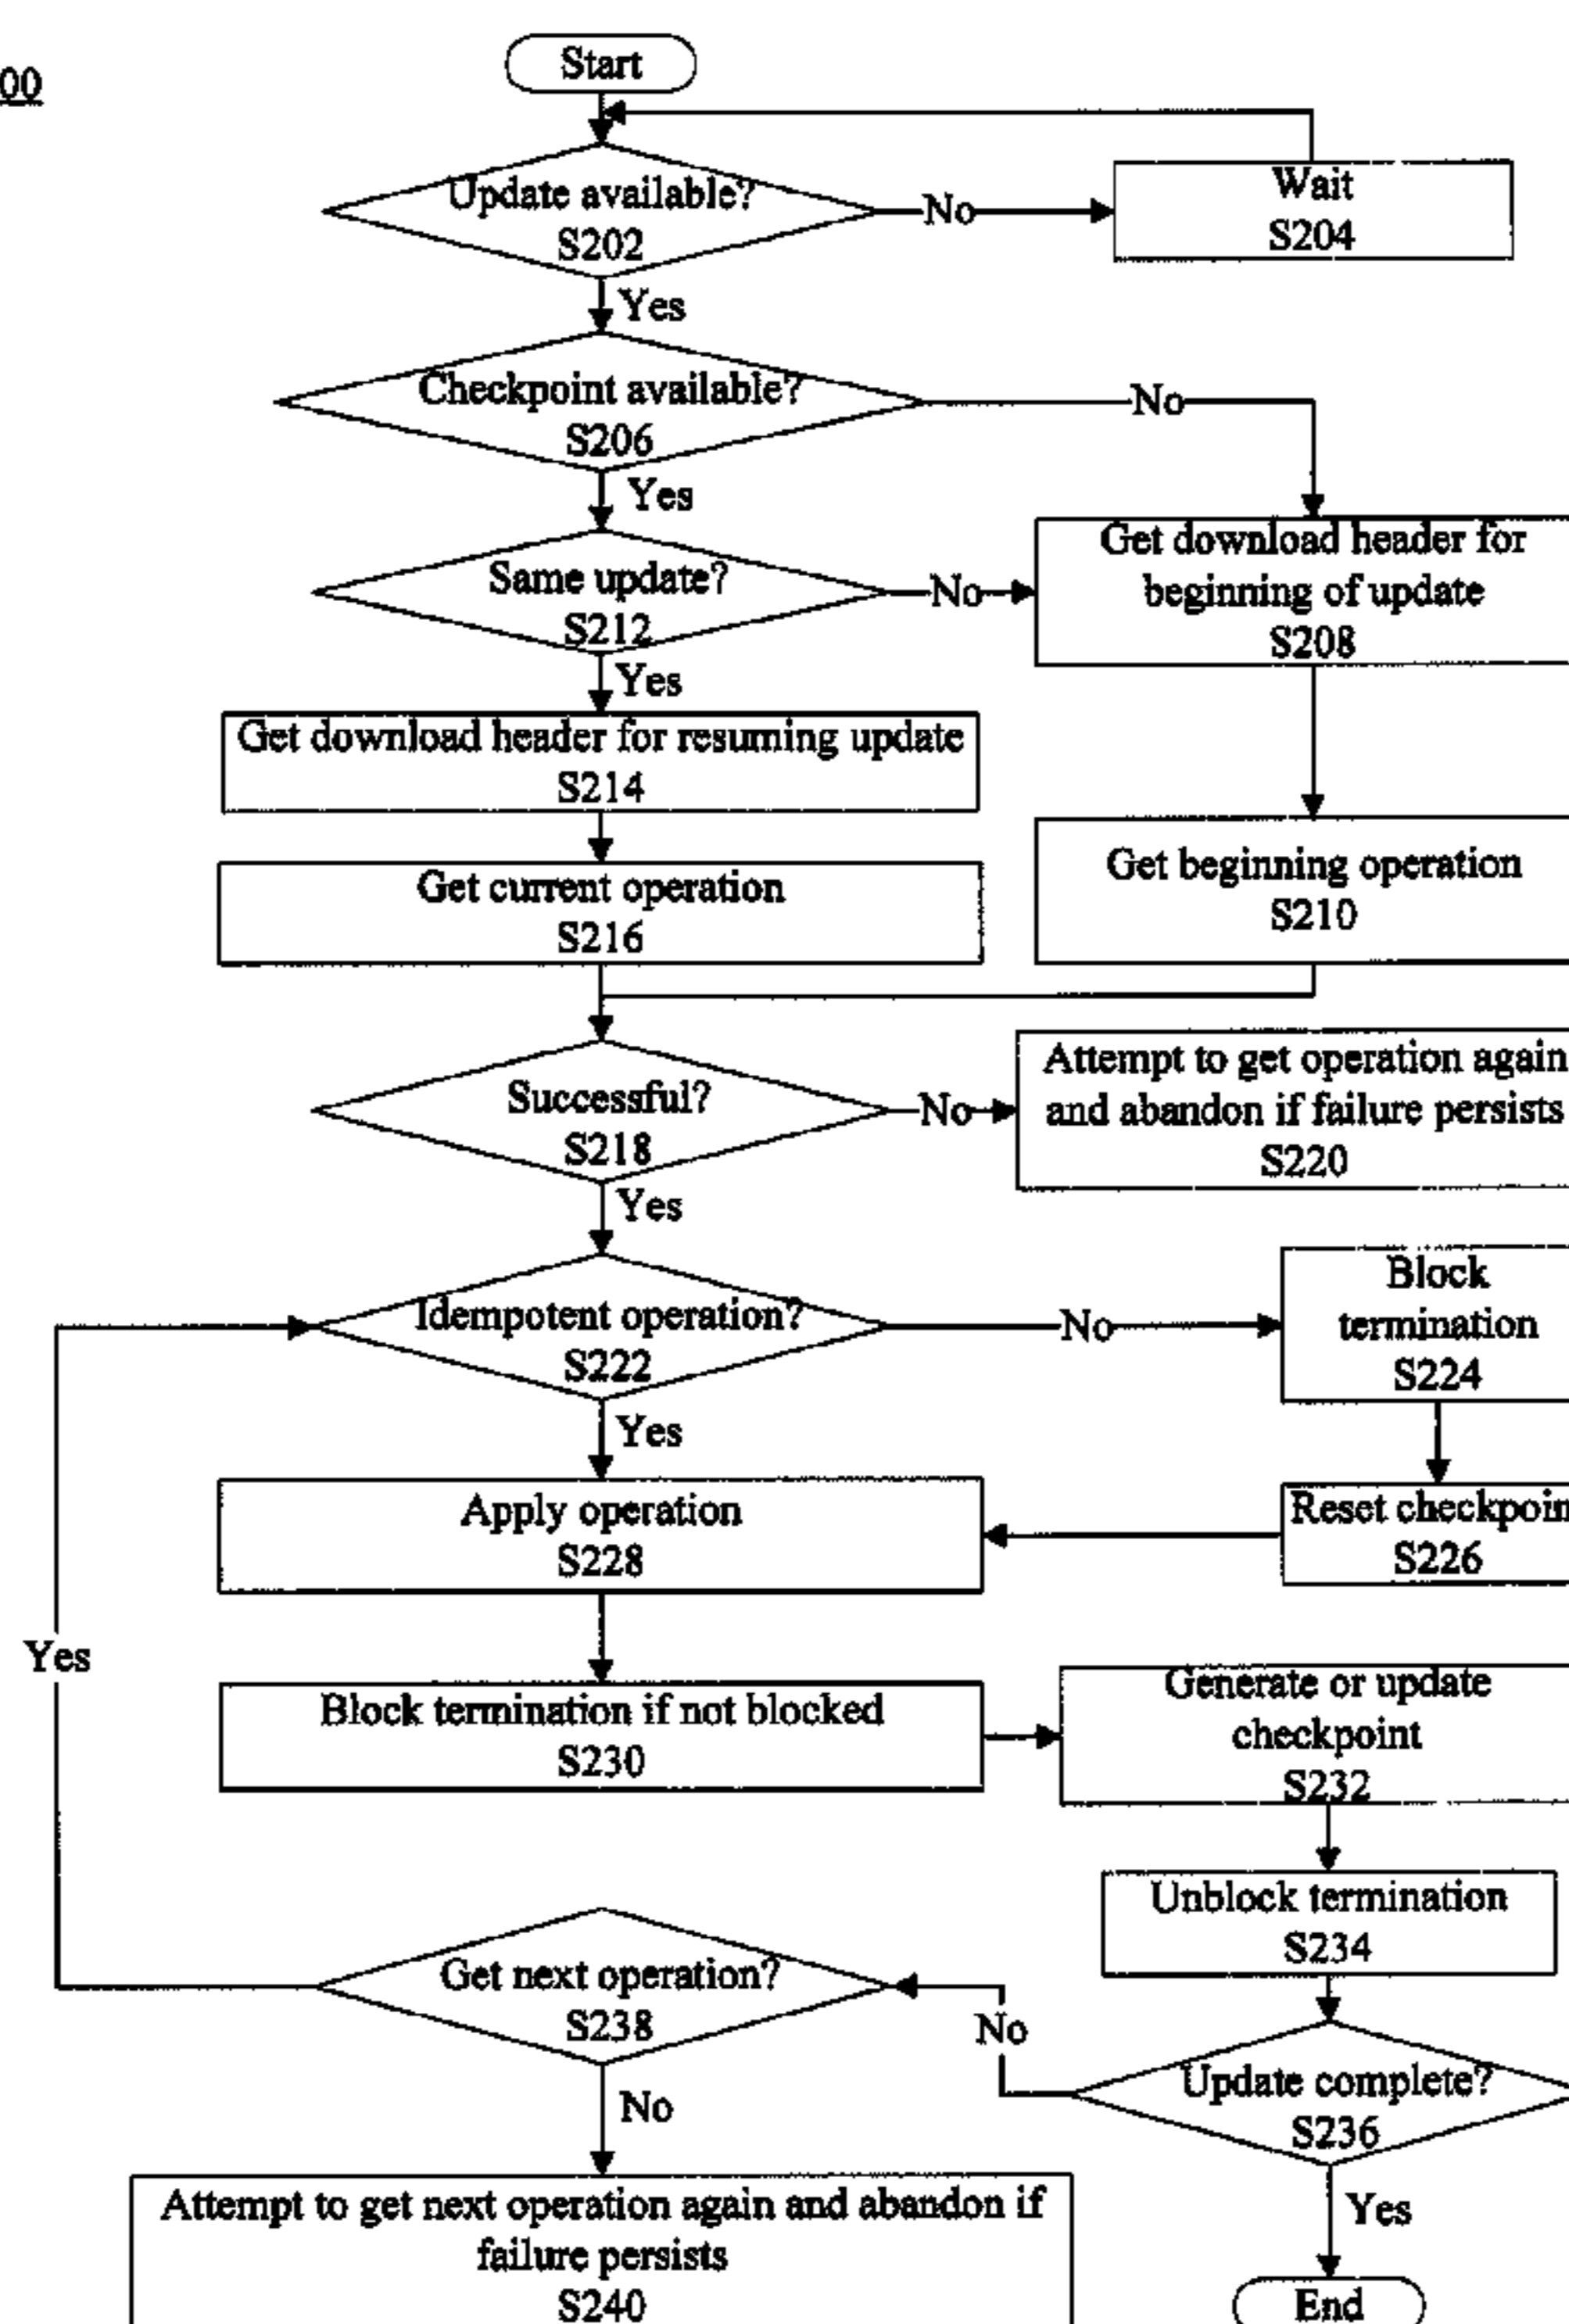 Start
00
Update available?
S202
No
Wait
S204
Yes
Checkpoint available?
S206
No
Yes
Same update?
S212
No
Get download header for
beginning of update
S208
Yes
Get download header for resuming update
S214
Get current operation
S216
Get beginning operation
S210
Successful?
S218
No
Attempt to get operation again
and abandon if failure persists
S220
Yes
Idempotent operation?
S222
No
Block
termination
S224
Yes
Apply operation
S228
Reset checkpoin
S226
Yes
Block termination if not blocked
S230
Generate or update
checkpoint
S232
Unblock termination
S234
Get next operation?
S238
No
Update complete?
S236
No
Yes
Attempt to get next operation again and abandon if
failure persists
S240
End